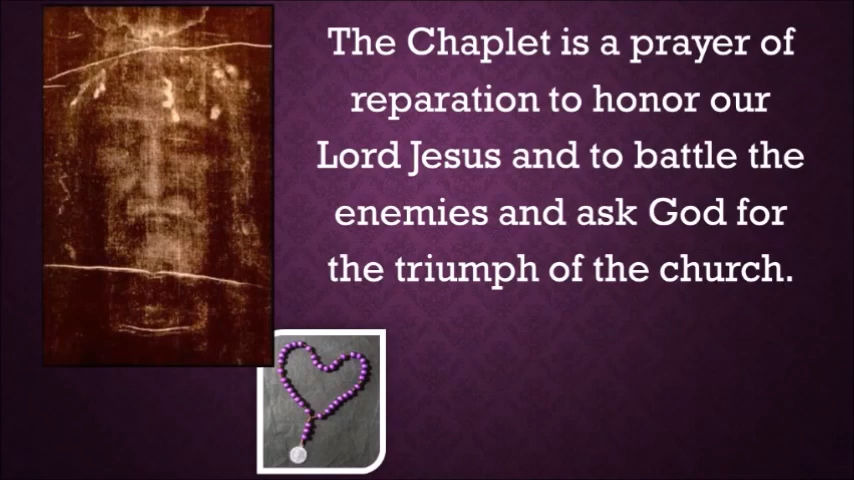 The Chaplet is a prayer of
reparation to honor our
Lord Jesus and to battle the
enemies and ask God for
the triumph of the church.